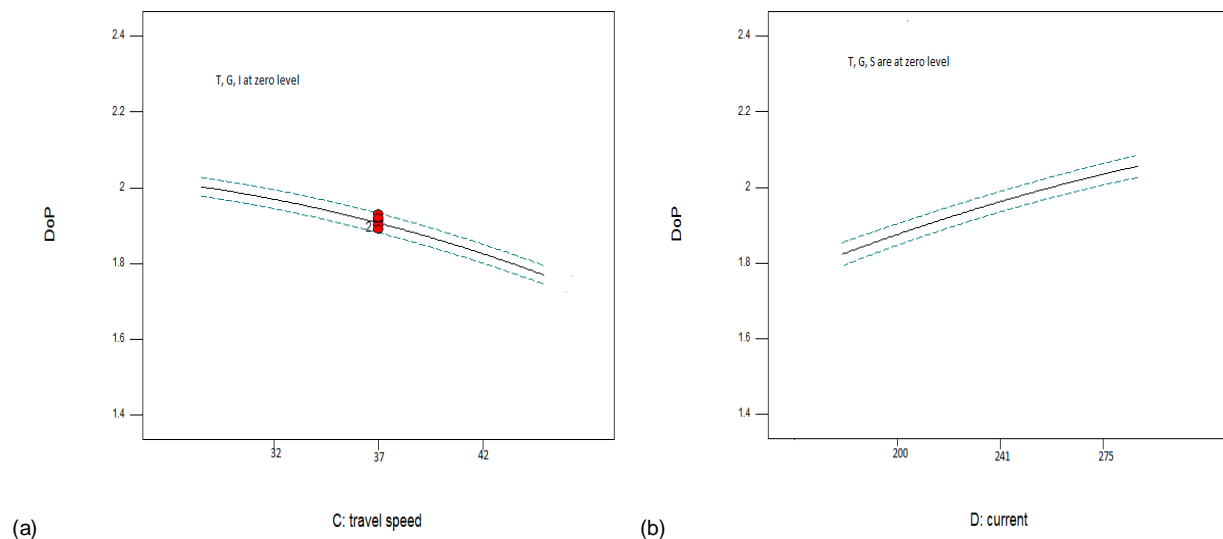 2.4
2.2
2
1.8
1.6
1.4
DoP
T, G, I at zero level
2
32
37
42
C: travel speed
(a)
2.4
2.2
2
1.8
1.6
1.4
DoP
T, G, S are at zero level
200
241
275
D: current
(b)